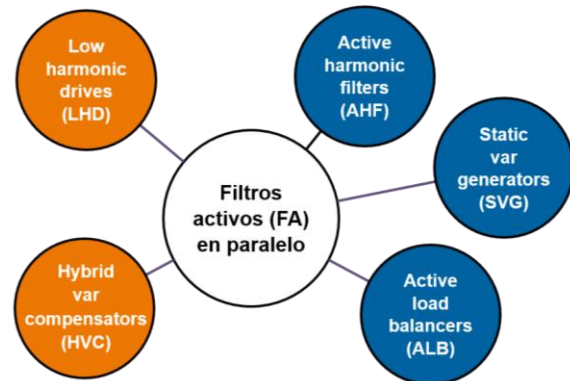 Low
harmonic
drives
(LHD)
Active
harmonic
filters
(AHF)
Static
var
generators
(SVG)
Filtros
activos (FA)
en paralelo
Hybrid
var
compensators
(HVC)
Active
load
balancers
(ALB)